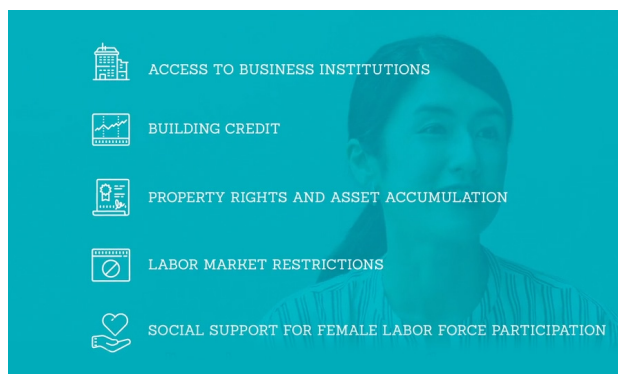 ACCESS TO BUSINESS INSTITUTIONS
BUILDING CREDIT
PROPERTY RIGHTS AND ASSET ACCUMULATION
LABOR MARKET RESTRICTIONS
SOCIAL SUPPORT FOR FEMALE LABOR FORCE PARTICIPATION